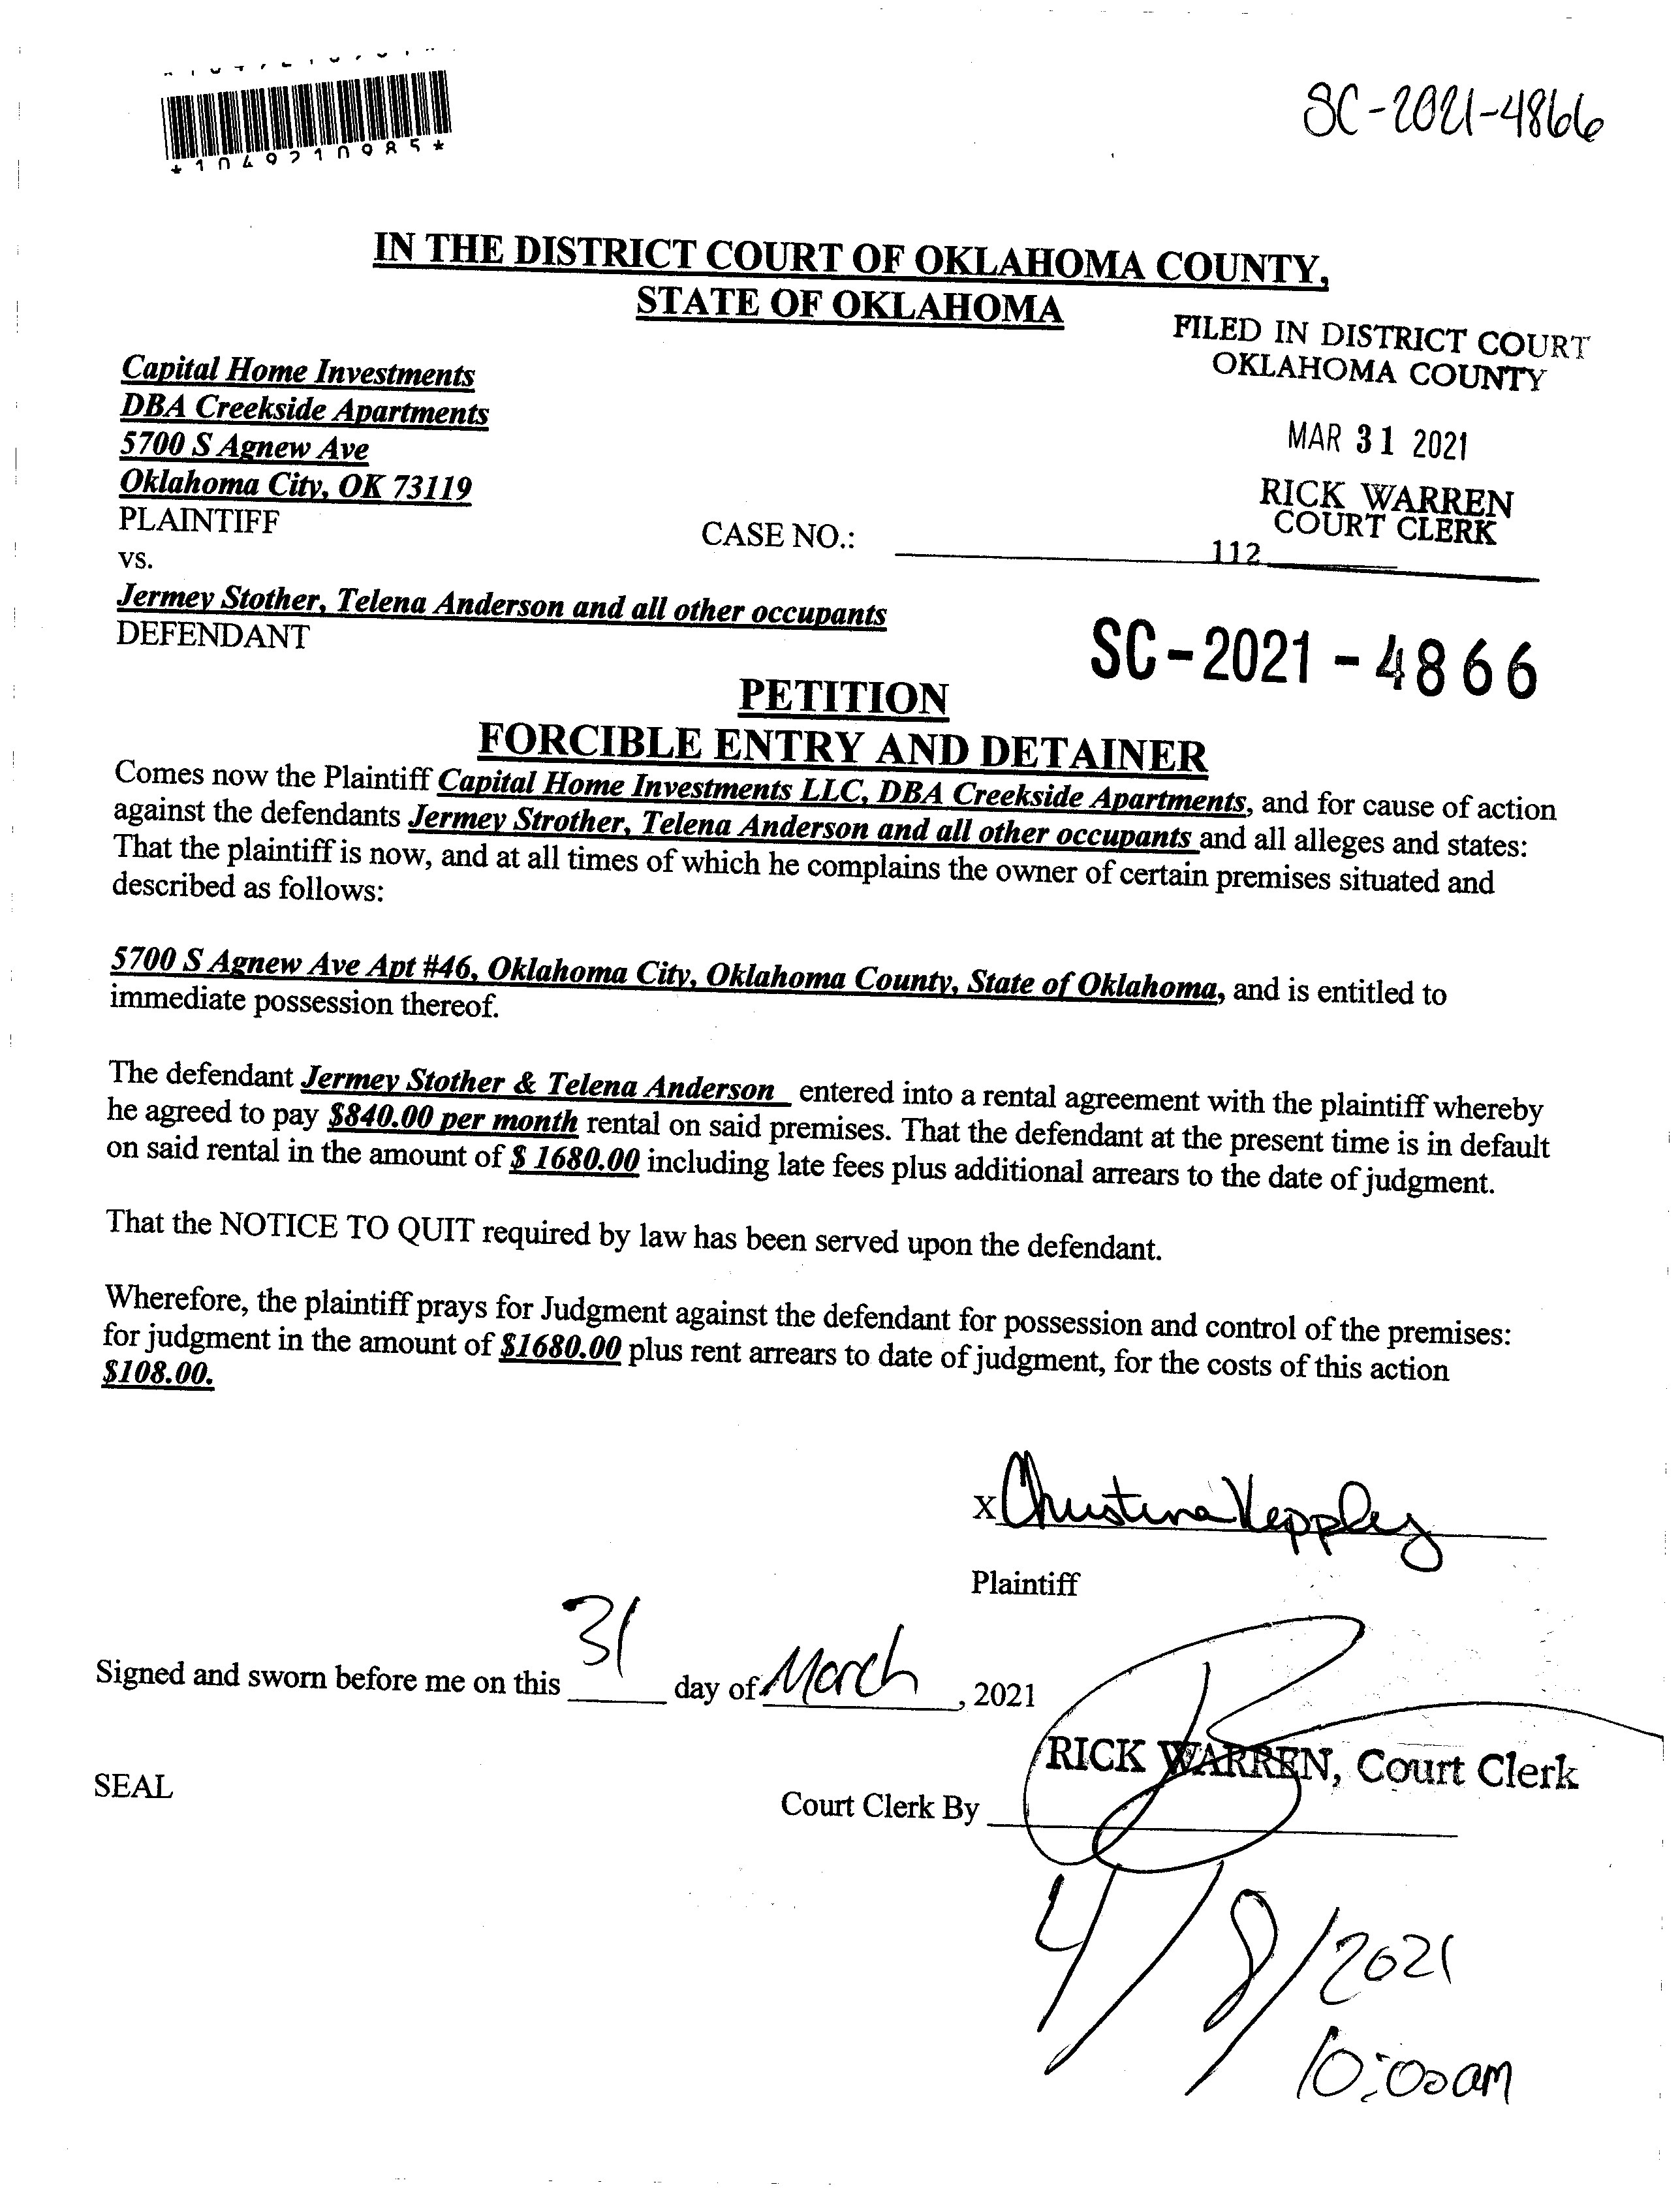 *1049210985*
SC-2021-4866
IN THE DISTRICT COURT OF OKLAHOMA COUNTY,
STATE OF OKLAHOMA
FILED IN DISTRICT COURT
OKLAHOMA COUNTY
MAR 31 2021
RICK WARREN
COURT CLERK
112
Capital Home Investments
DBA Creekside Apartments
5700 S Agnew Ave
Oklahoma City, OK 73119
PLAINTIFF
CASE NO.:
vs.
Jermey Stother, Telena Anderson and all other occupants
DEFENDANT
SC-2021-4866
PETITION
FORCIBLE ENTRY AND DETAINER
Comes now the Plaintiff Capital Home Investments LLC, DBA Creekside Apartments, and for cause of action
against the defendants Jermey Strother, Telena Anderson and all other occupants and all alleges and states:
That the plaintiff is now, and at all times of which he complains the owner of certain premises situated and
described as follows:
5700 S Agnew Ave Apt #46, Oklahoma City, Oklahoma County, State of Oklahoma, and is entitled to
immediate possession thereof.
The defendant Jermey Stother & Telena Anderson entered into a rental agreement with the plaintiff whereby
he agreed to pay $840.00 per month rental on said premises. That the defendant at the present time is in default
on said rental in the amount of $ 1680.00 including late fees plus additional arrears to the date of judgment.
That the NOTICE TO QUIT required by law has been served upon the defendant.
Wherefore, the plaintiff prays for Judgment against the defendant for possession and control of the premises:
for judgment in the amount of $1680.00 plus rent arrears to date of judgment, for the costs of this action
$108.00.
x Christina Keppley
Plaintiff
Signed and sworn before me on this 31 day of March, 2021
RICK WARREN, Court Clerk
SEAL
Court Clerk By
4/8/2021
10:00am